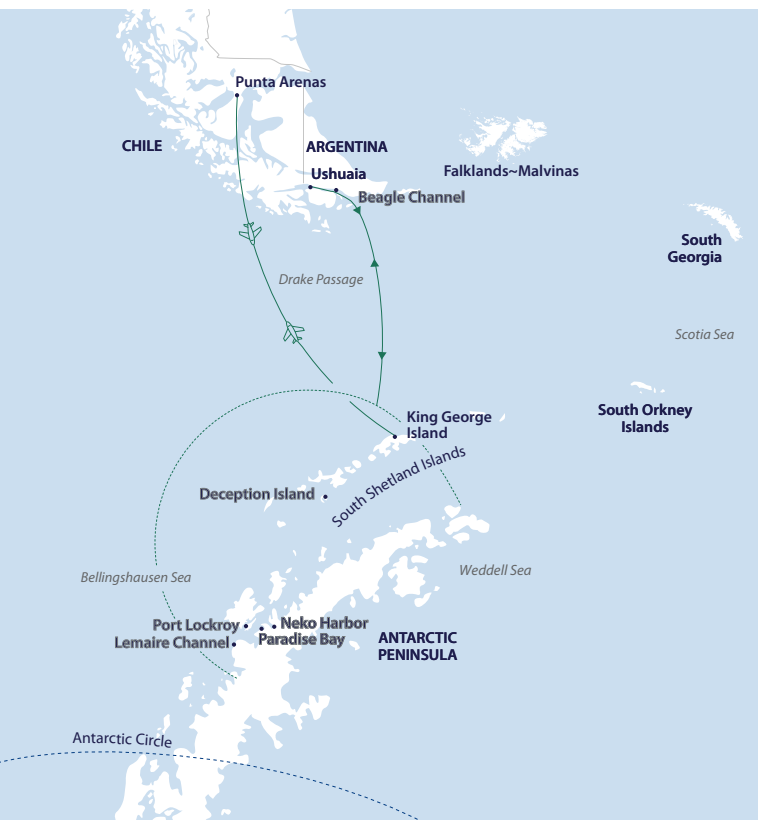 Punta Arenas
CHILE
ARGENTINA
Ushuaia
Beagle Channel
Falklands~Malvinas
South
Georgia
Drake Passage
Scotia Sea
King George
Island
South Orkney
Islands
South Shetland Islands
Deception Island
Bellingshausen Sea
Weddell Sea
Port Lockroy
Neko Harbor
Lemaire Channel
Paradise Bay
ANTARCTIC
PENINSULA
Antarctic Circle